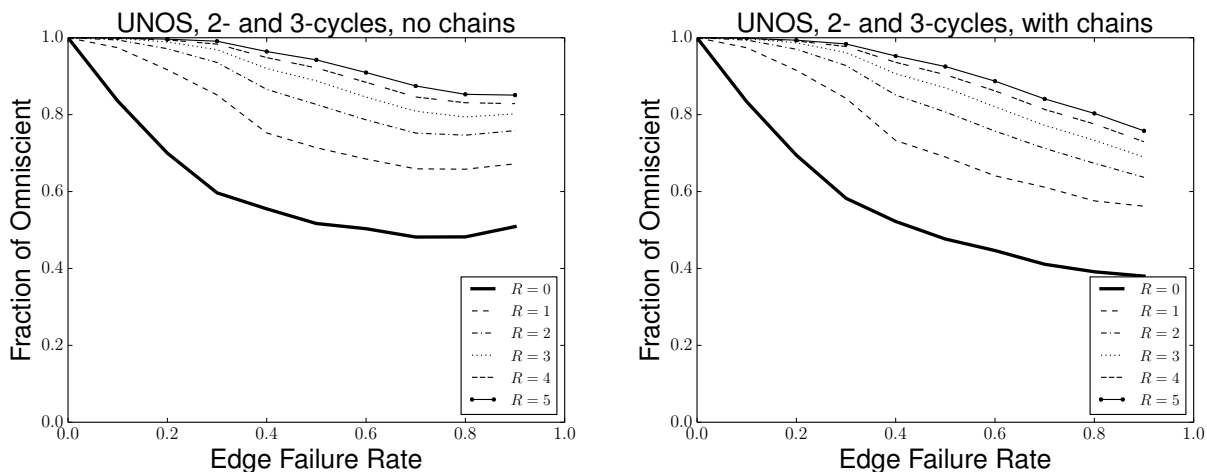 UNOS, 2- and 3-cycles, no chains
Fraction of Omniscient
1.0
0.8
0.6
0.4
0.2
0.0
0.0 0.2 0.4 0.6 0.8 1.0
Edge Failure Rate
R = 0
R = 1
R = 2
R = 3
R = 4
R = 5
UNOS, 2- and 3-cycles, with chains
Fraction of Omniscient
1.0
0.8
0.6
0.4
0.2
0.0
0.0 0.2 0.4 0.6 0.8 1.0
Edge Failure Rate
R = 0
R = 1
R = 2
R = 3
R = 4
R = 5